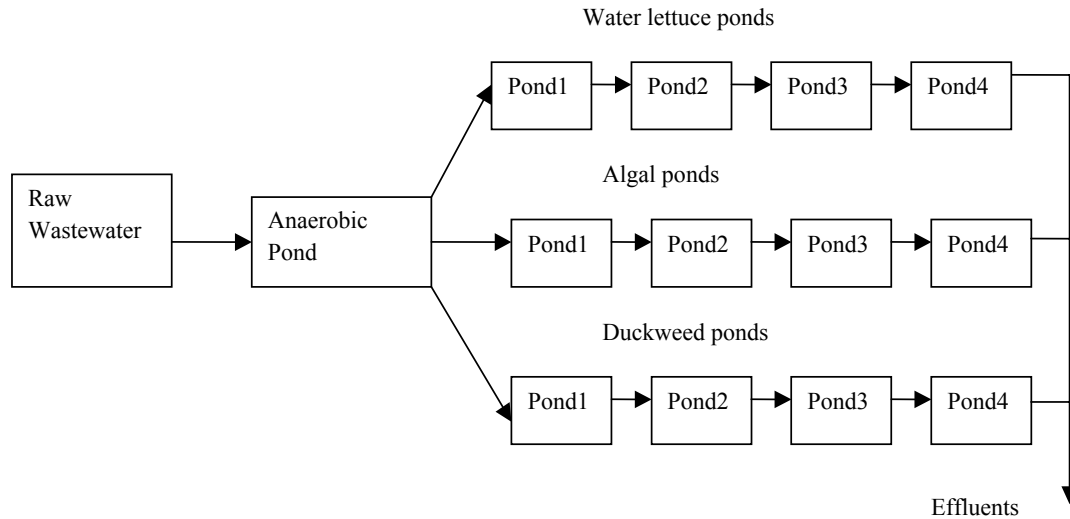 Water lettuce ponds
Pond1
Pond2
Pond3
Pond4
Algal ponds
Raw
Wastewater
Anaerobic
Pond
Pond1
Pond2
Pond3
Pond4
Duckweed ponds
Pond1
Pond2
Pond3
Pond4
Effluents